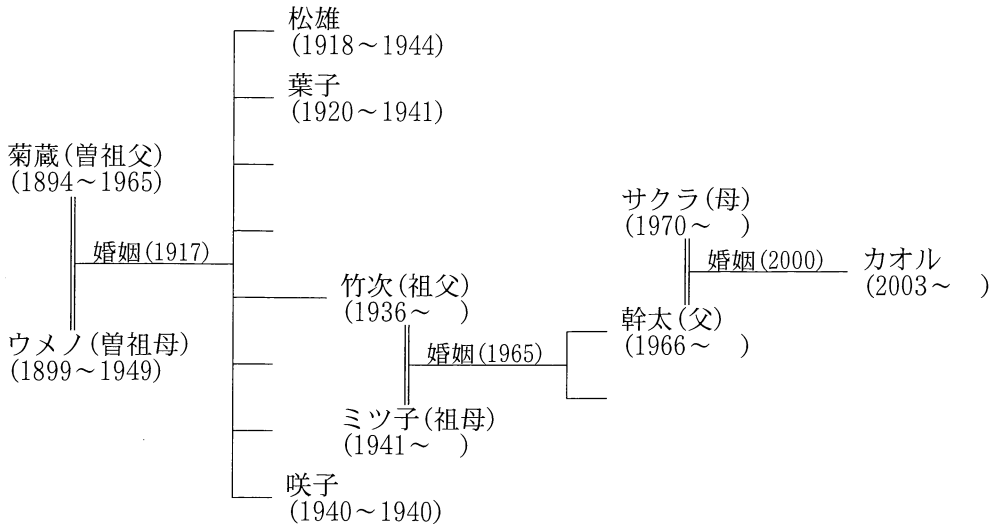 松雄
(1918～1944)
葉子
(1920～1941)
菊蔵(曽祖父)
(1894～1965)
婚姻(1917)
ウメノ(曽祖母)
(1899～1949)
竹次(祖父)
(1936～　)
婚姻(1965)
ミツ子(祖母)
(1941～　)
咲子
(1940～1940)
サクラ(母)
(1970～　)
婚姻(2000)
幹太(父)
(1966～　)
カオル
(2003～　)